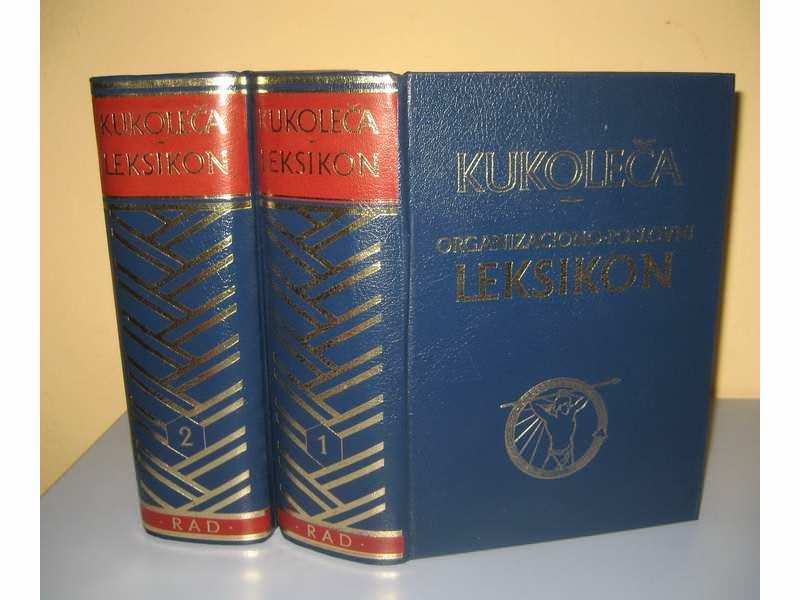 KUKOLEČA
LEKSIKON
2
RAD
KUKOLEČA
LEKSIKON
1
RAD
KUKOLEČA
ORGANIZACIONO-POSLOVNI
LEKSIKON